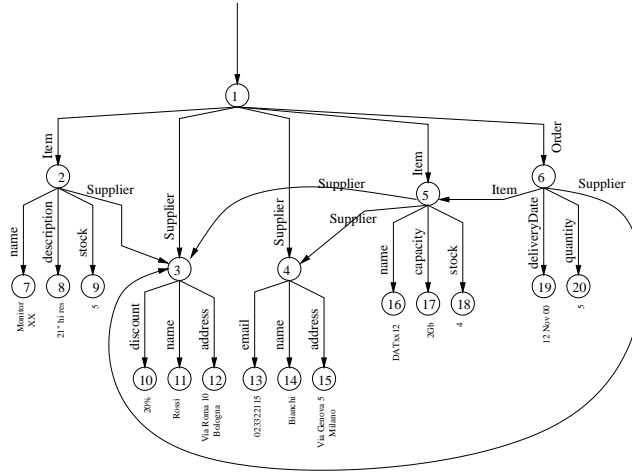 1
Item
Supplier
Supplier
Item
Order
2
Supplier
Supplier
5
Item
6
Supplier
name
description
stock
Supplier
name
capacity
stock
deliveryDate
quantity
7
8
9
3
4
16
17
18
19
20
Monitor
XX
21" hi res
5
DATxx12
2Gb
4
12 Nov 00
5
discount
name
address
email
name
address
10
11
12
13
14
15
20%
Rossi
Via Roma 10
Bologna
023322115
Bianchi
Via Genova 5
Milano